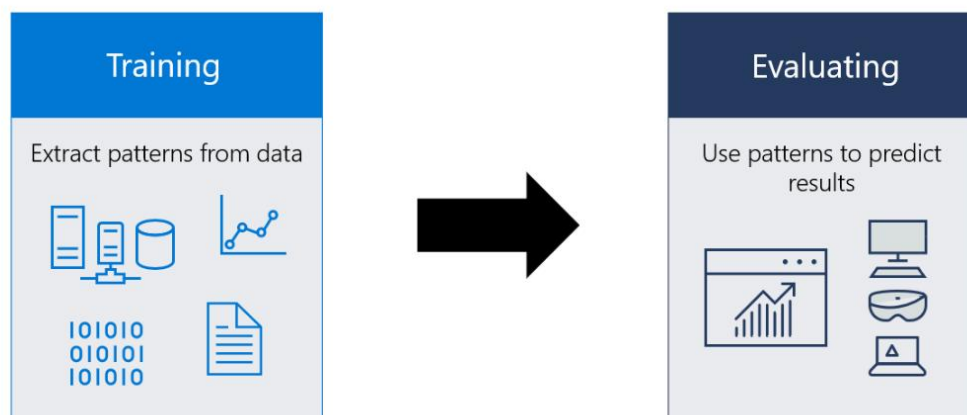 Training
Extract patterns from data
101010
010101
101010
Evaluating
Use patterns to predict
results